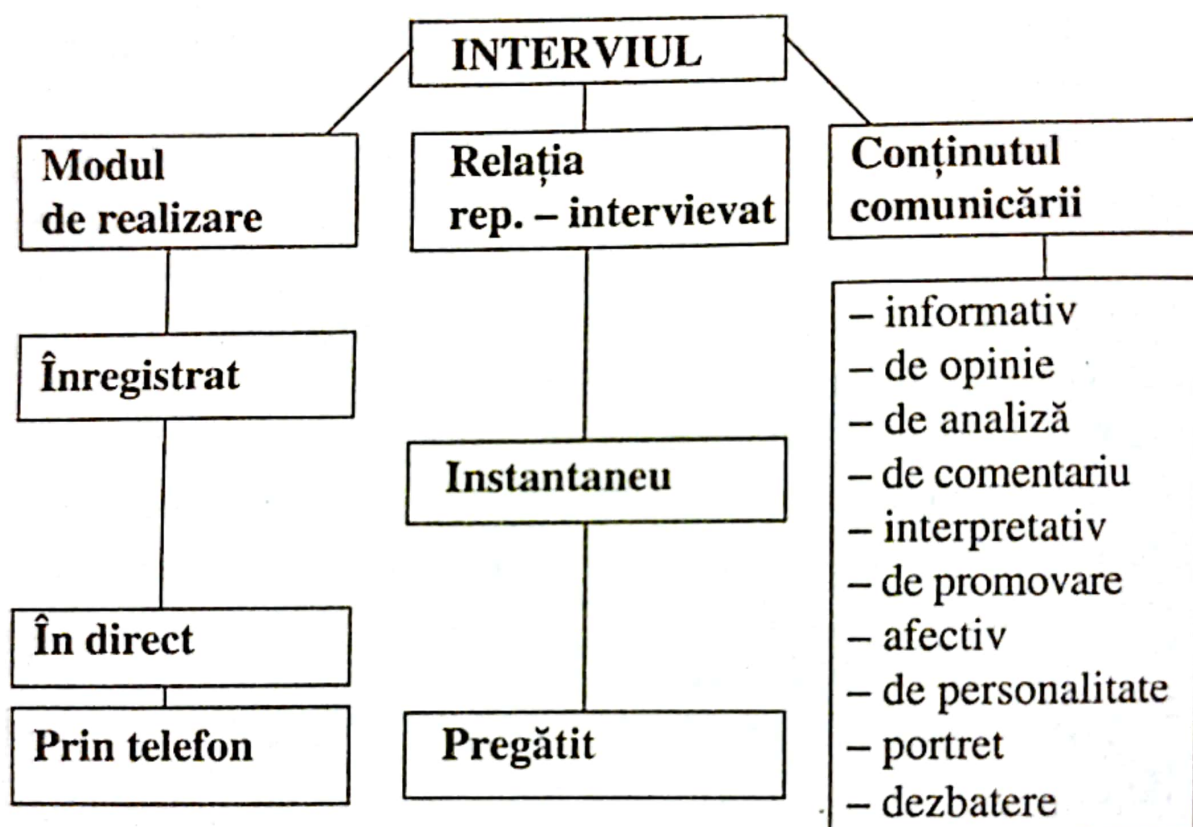 INTERVIUL
Modul
de realizare
Înregistrat
În direct
Prin telefon
Relația
rep. – intervievat
Instantaneu
Pregătit
Conținutul
comunicării
– informativ
– de opinie
– de analiză
– de comentariu
– interpretativ
– de promovare
– afectiv
– de personalitate
– portret
– dezbatere